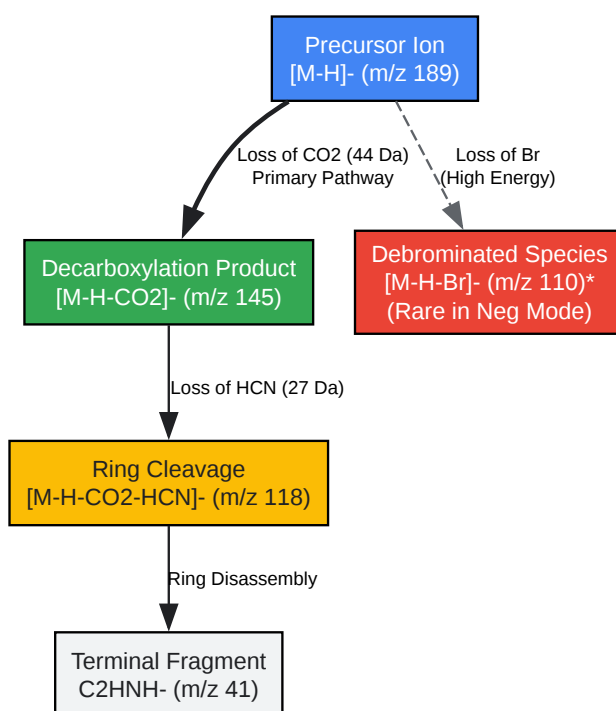 Precursor Ion
[M-H]- (m/z 189)
Loss of CO2 (44 Da)
Primary Pathway
Loss of Br
(High Energy)
Decarboxylation Product
[M-H-CO2]- (m/z 145)
Debrominated Species
[M-H-Br]- (m/z 110)*
(Rare in Neg Mode)
Loss of HCN (27 Da)
Ring Cleavage
[M-H-CO2-HCN]- (m/z 118)
Ring Disassembly
Terminal Fragment
C2HNH- (m/z 41)